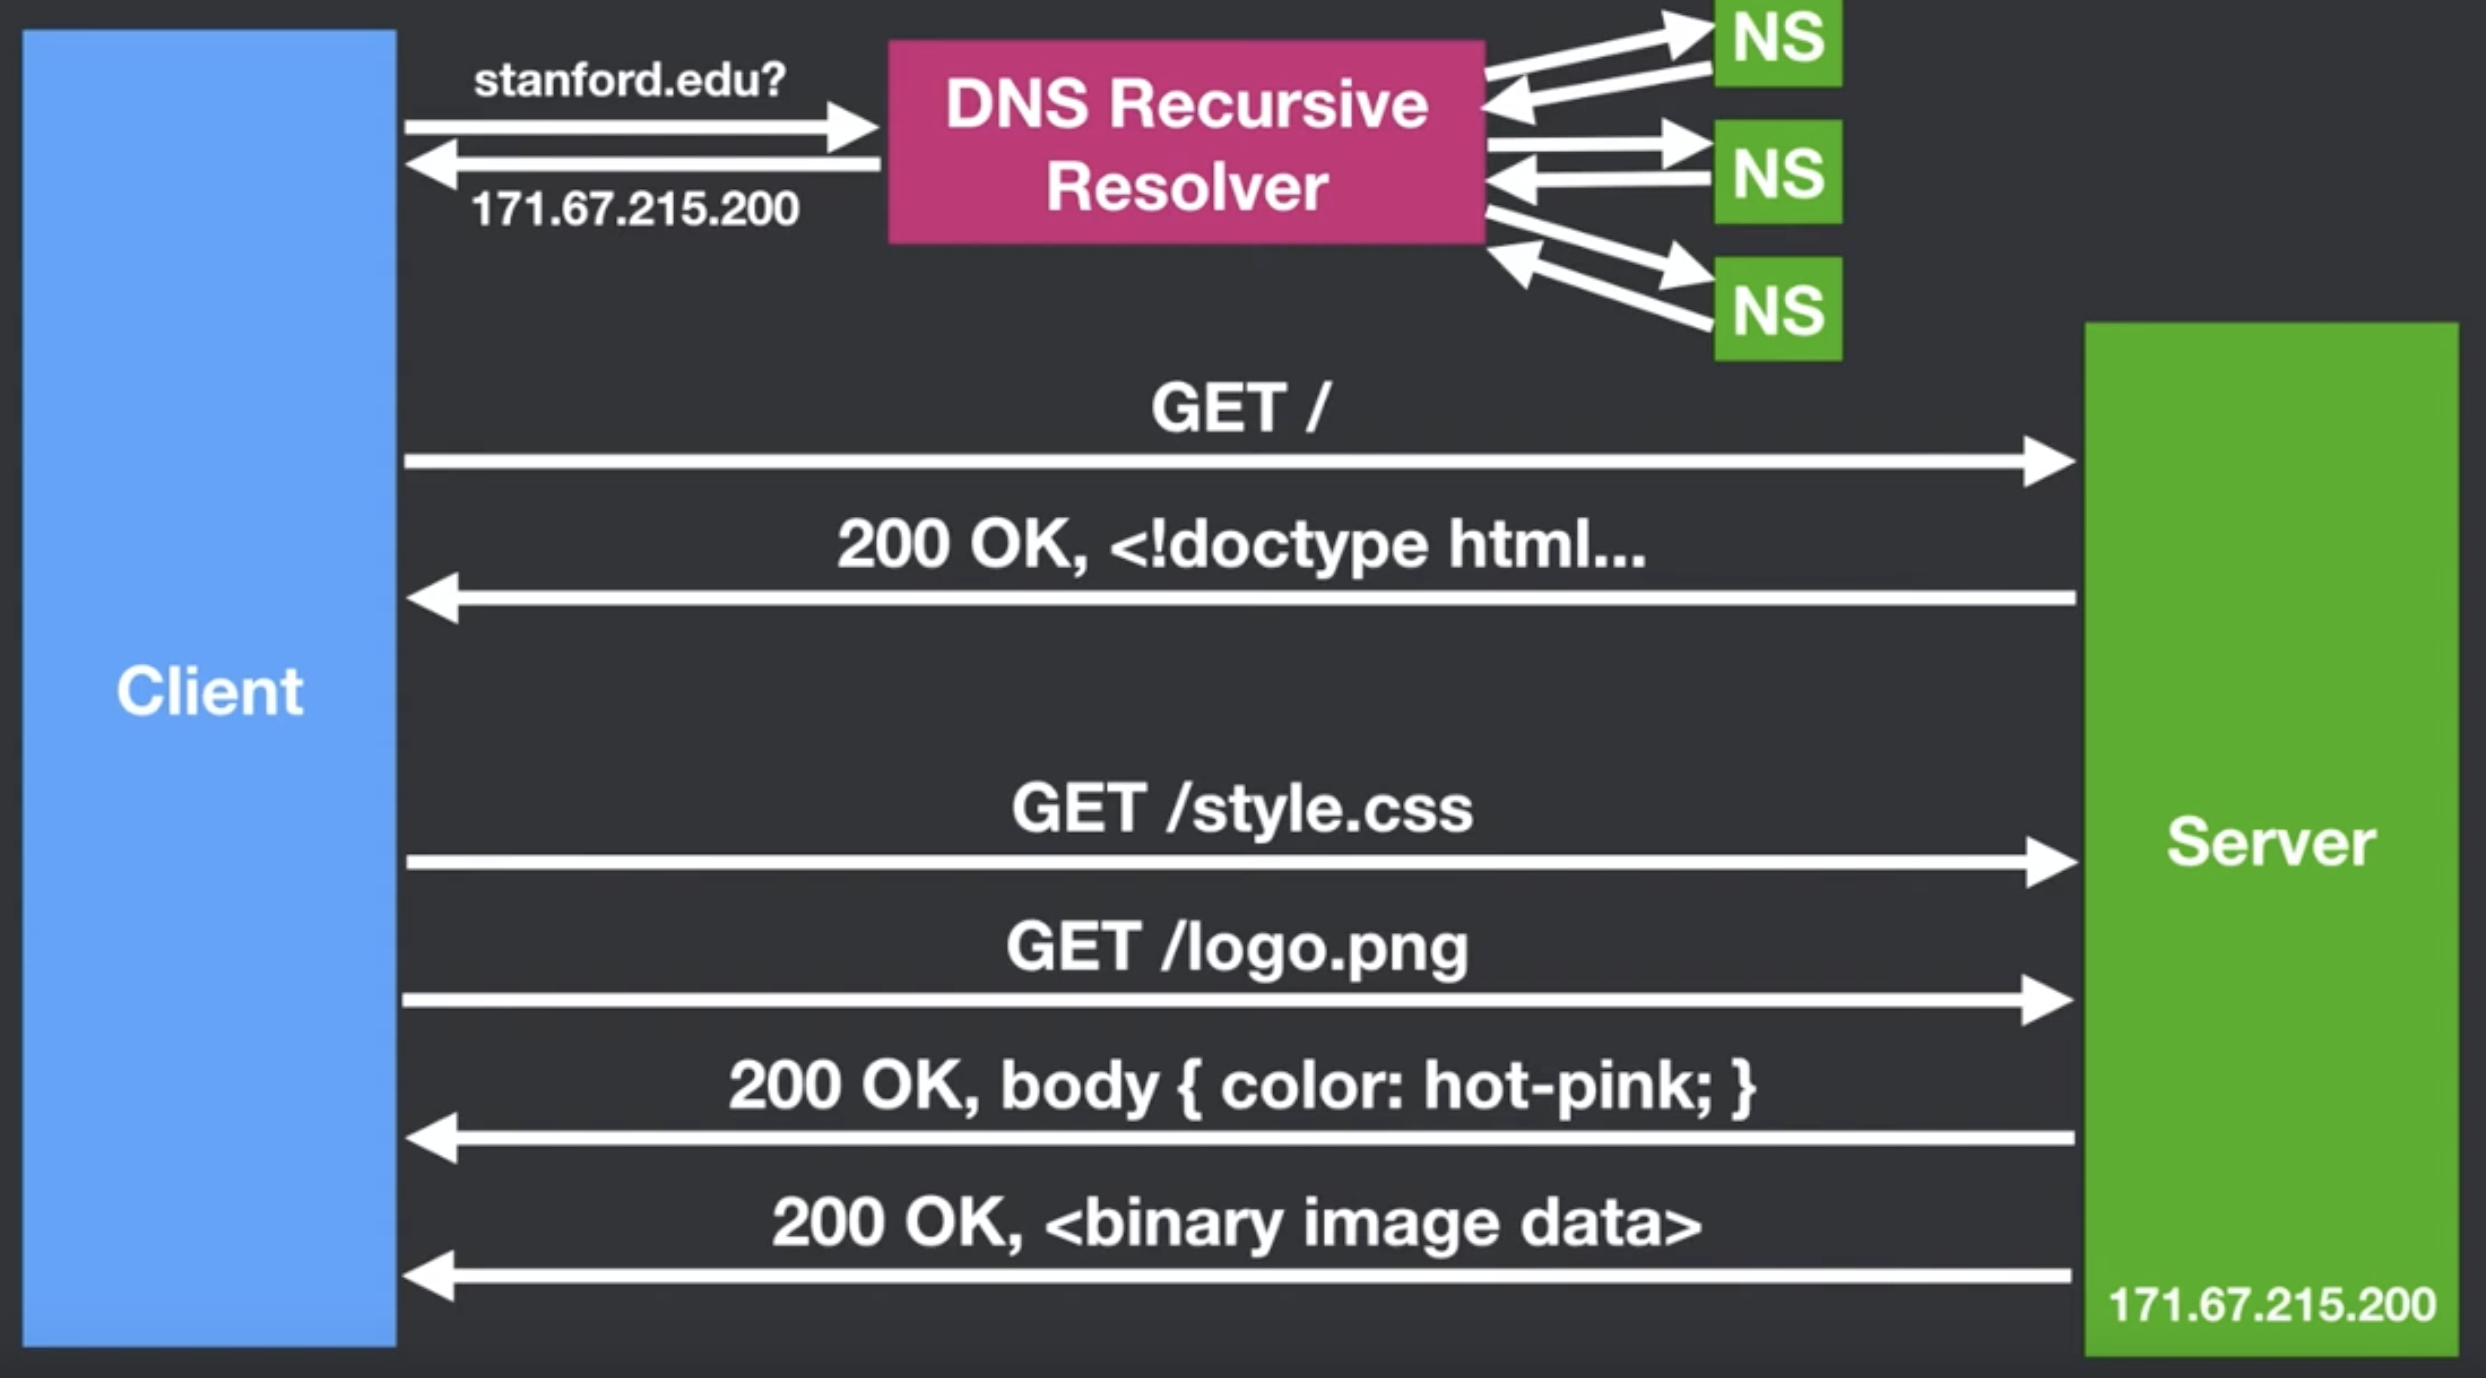 stanford.edu?
171.67.215.200
DNS Recursive
Resolver
NS
NS
NS
GET /
200 OK, <!doctype html...
Client
GET /style.css
Server
GET /logo.png
200 OK, body { color: hot-pink; }
200 OK, <binary image data>
171.67.215.200